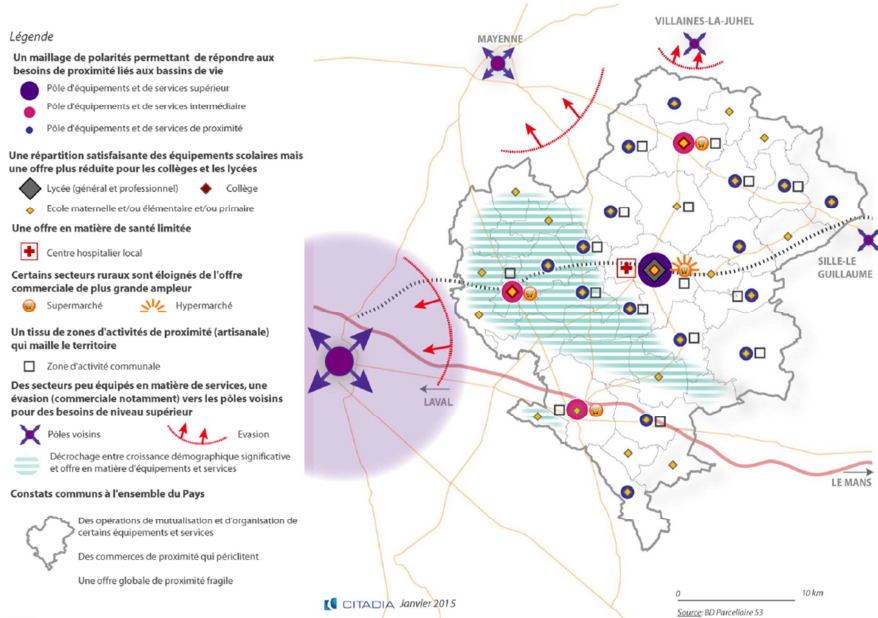 Légende
Un maillage de polarités permettant de répondre aux
besoins de proximité liés aux bassins de vie
Pôle d'équipements et de services supérieur
Pôle d'équipements et de services intermédiaire
Pôle d'équipements et de services de proximité
Une répartition satisfaisante des équipements scolaires mais
une offre plus réduite pour les collèges et les lycées
Lycée (général et professionnel)
Collège
Ecole maternelle et/ou élémentaire et/ou primaire
Une offre en matière de santé limitée
Centre hospitalier local
Certains secteurs ruraux sont éloignés de l'offre
commerciale de plus grande ampleur
Supermarché
Hypermarché
Un tissu de zones d'activités de proximité (artisanale)
qui maille le territoire
Zone d'activité communale
Des secteurs peu équipés en matière de services, une
évasion (commerciale notamment) vers les pôles voisins
pour des besoins de niveau supérieur
Pôles voisins
Evasion
Décrochage entre croissance démographique significative
et offre en matière d'équipements et services
Constats communs à l'ensemble du Pays
Des opérations de mutualisation et d'organisation de
certains équipements et services
Des commerces de proximité qui périclitent
Une offre globale de proximité fragile
MAYENNE
VILLAINES-LA-JUHEL
SILLE-LE
GUILLAUME
LAVAL
LE MANS
CITADIA Janvier 2015
0
10 km
Source: BD Parcellaire 53